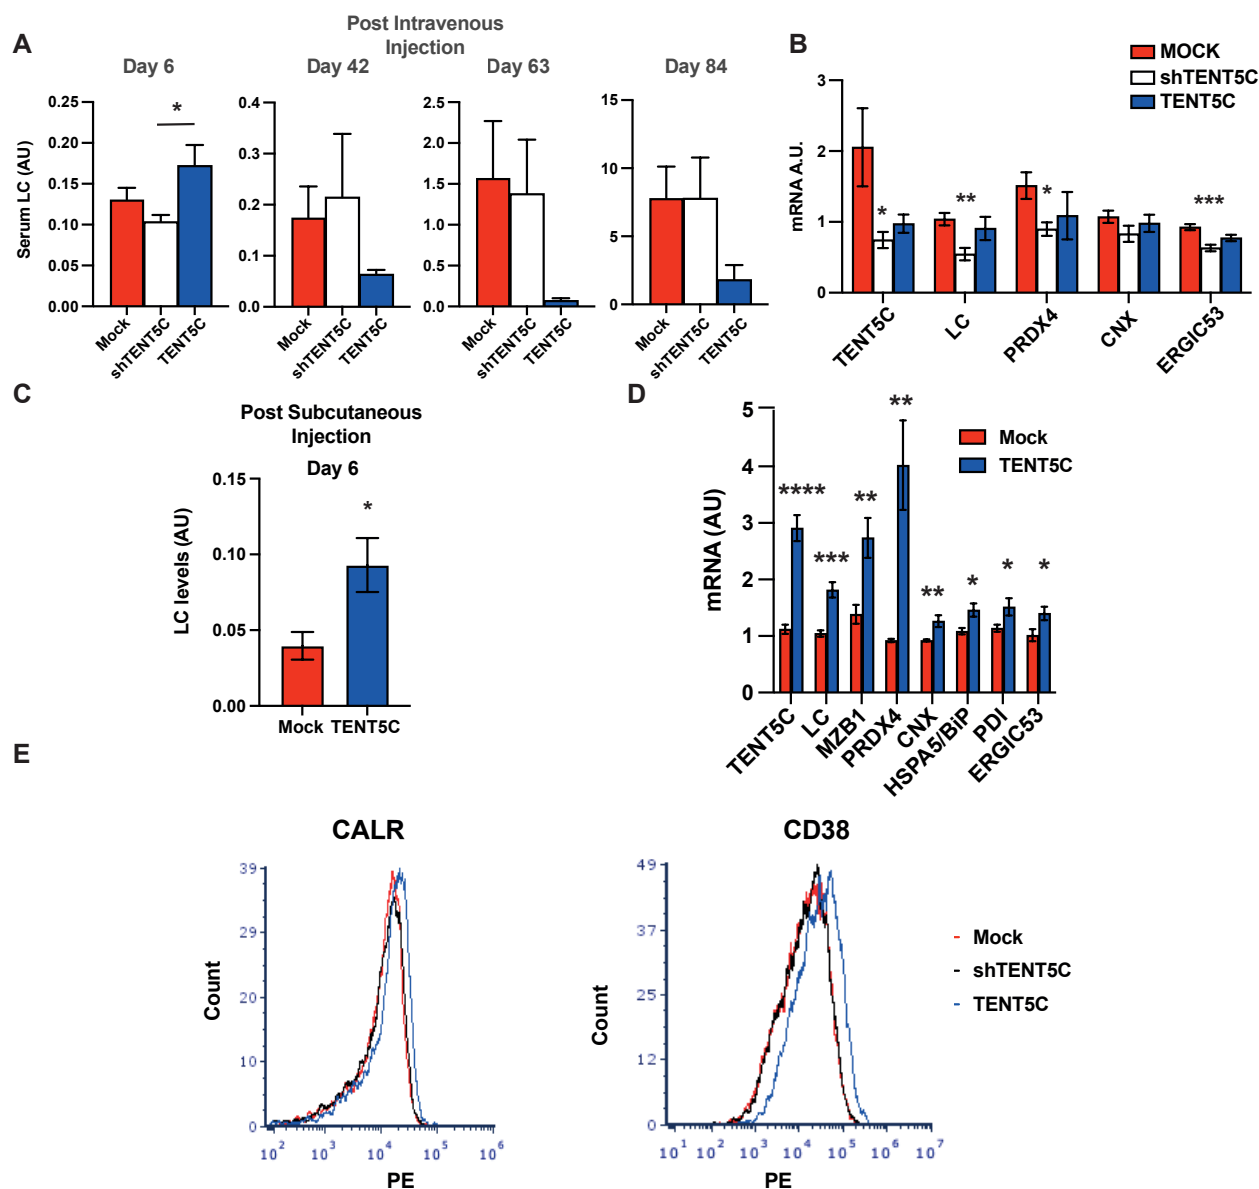 A
Post Intravenous
Injection
Day 6
Day 42
Day 63
Day 84
Serum LC (AU)
0.25
0.20
0.15
0.10
0.05
0.00
*
Mock
shTENT5C
TENT5C
0.4
0.3
0.2
0.1
0.0
Mock
shTENT5C
TENT5C
2.5
2.0
1.5
1.0
0.5
0.0
Mock
shTENT5C
TENT5C
15
10
5
0
Mock
shTENT5C
TENT5C
B
MOCK
shTENT5C
TENT5C
mRNA A.U.
3
2
1
0
*
**
*
***
TENT5C
LC
PRDX4
CNX
ERGIC53
C
Post Subcutaneous
Injection
Day 6
LC levels (AU)
0.15
0.10
0.05
0.00
*
Mock
TENT5C
D
Mock
TENT5C
mRNA (AU)
5
4
3
2
1
0
****
***
**
**
**
*
*
*
TENT5C
LC
MZB1
PRDX4
CNX
HSPA5/BiP
PDI
ERGIC53
E
CALR
Count
39
29
20
10
0
10^2
10^3
10^4
10^5
10^6
PE
CD38
Count
49
37
25
12
0
10^1
10^2
10^3
10^4
10^5
10^6
10^7
PE
Mock
shTENT5C
TENT5C